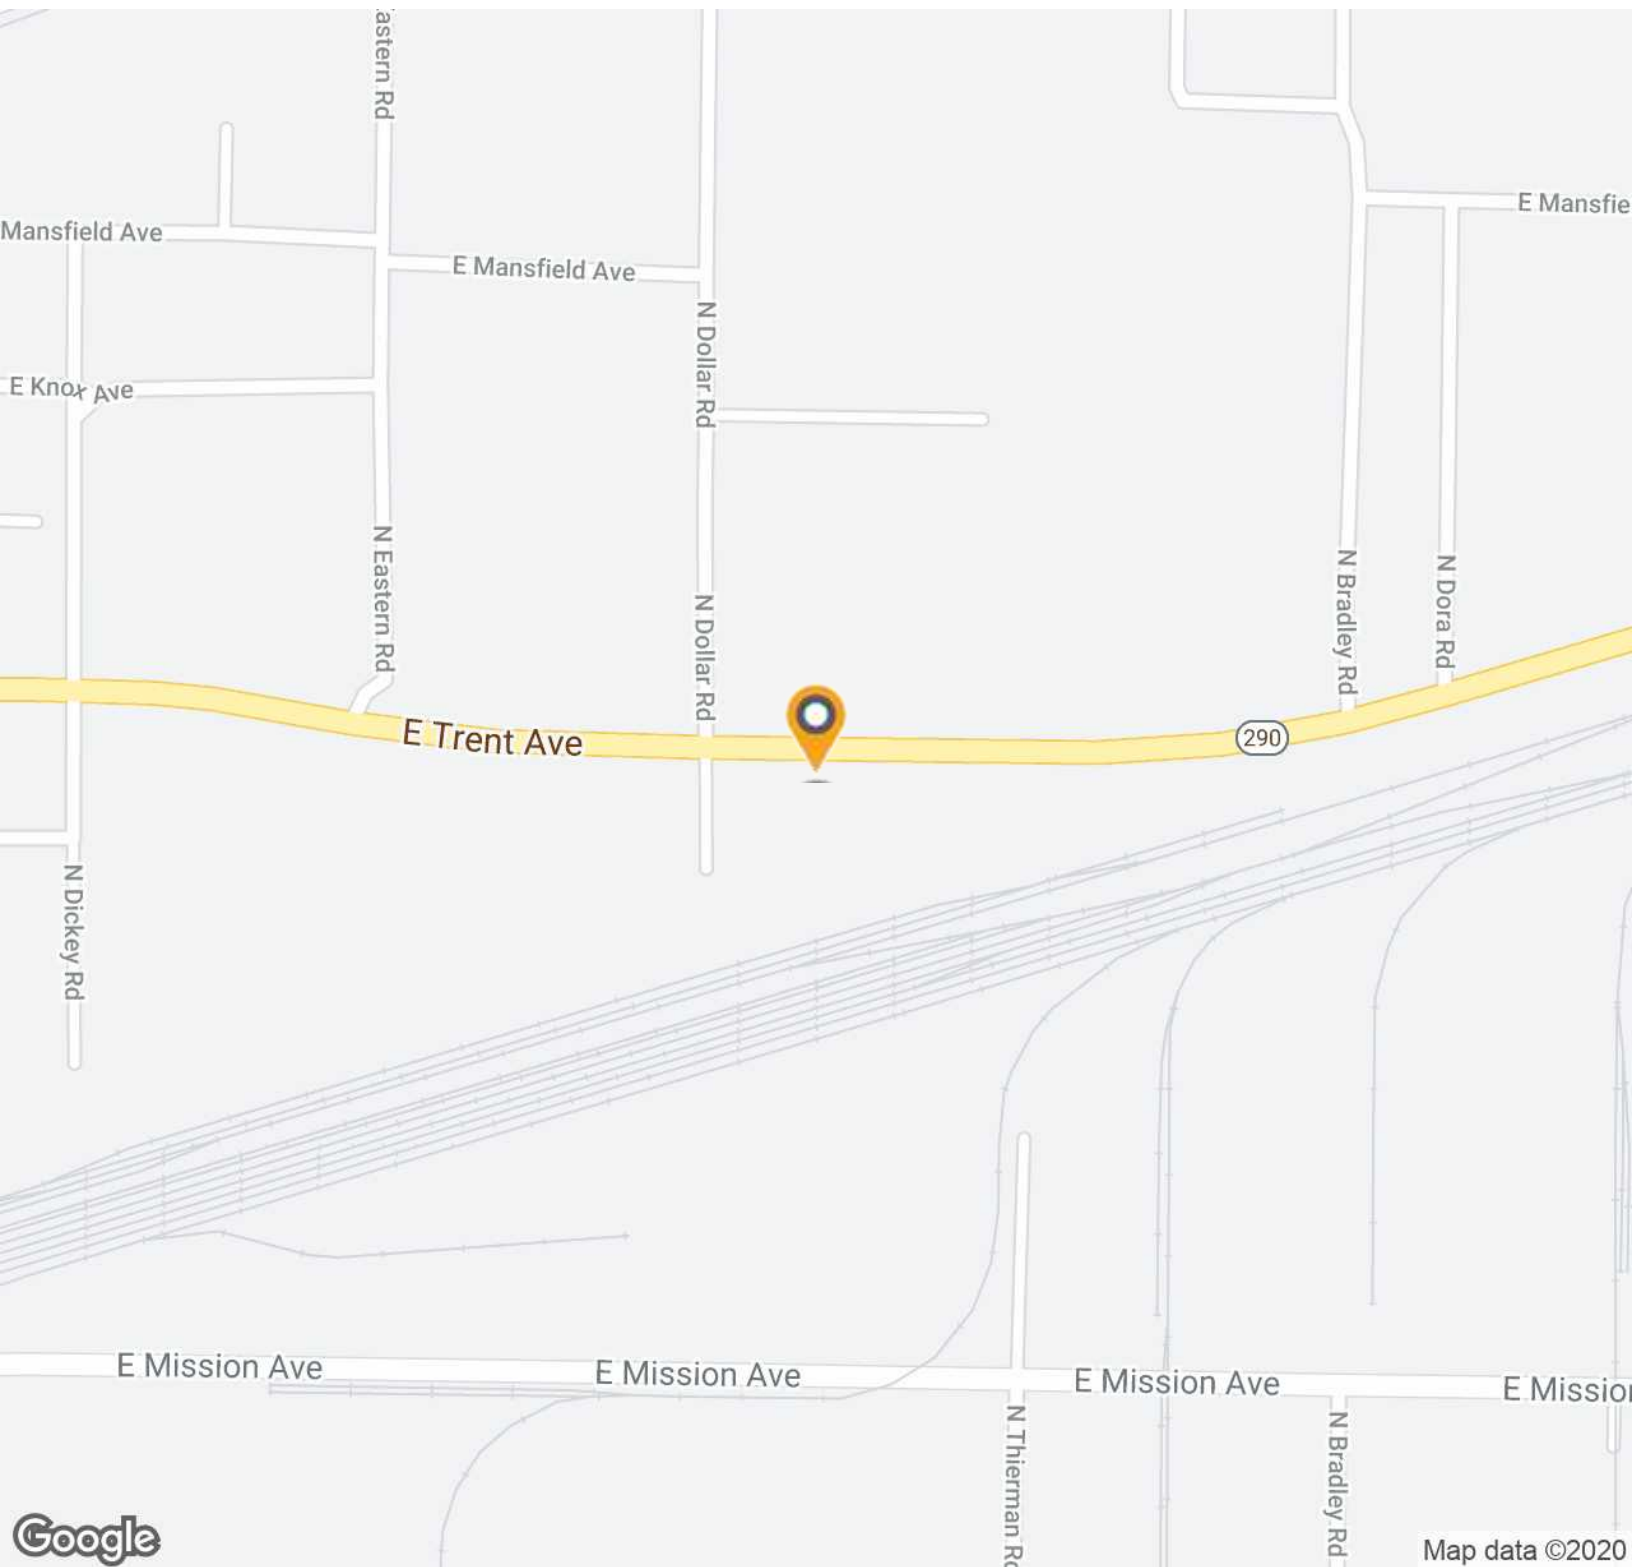 astern Rd
E Mansfie
Mansfield Ave
E Mansfield Ave
N Dollar Rd
E Knox Ave
N Eastern Rd
N Bradley Rd
N Dora Rd
N Dollar Rd
E Trent Ave
290
N Dickey Rd
E Mission Ave
E Mission Ave
E Mission Ave
E Mission
N Thierman Rd
N Bradley Rd
Google
Map data ©2020